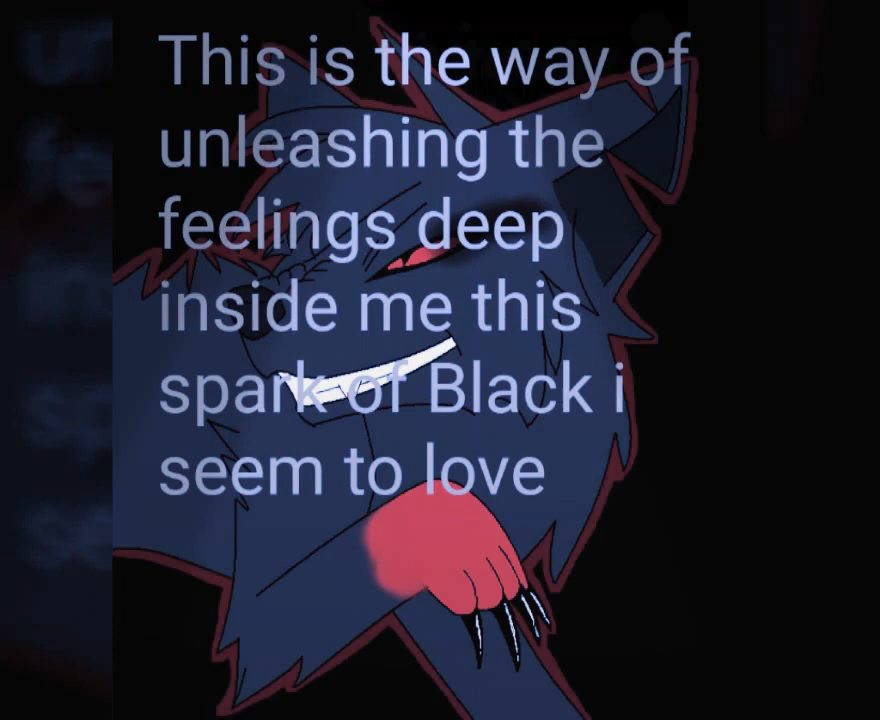 This is the way of
unleashing the
feelings deep
inside me this
spark of Black i
seem to love